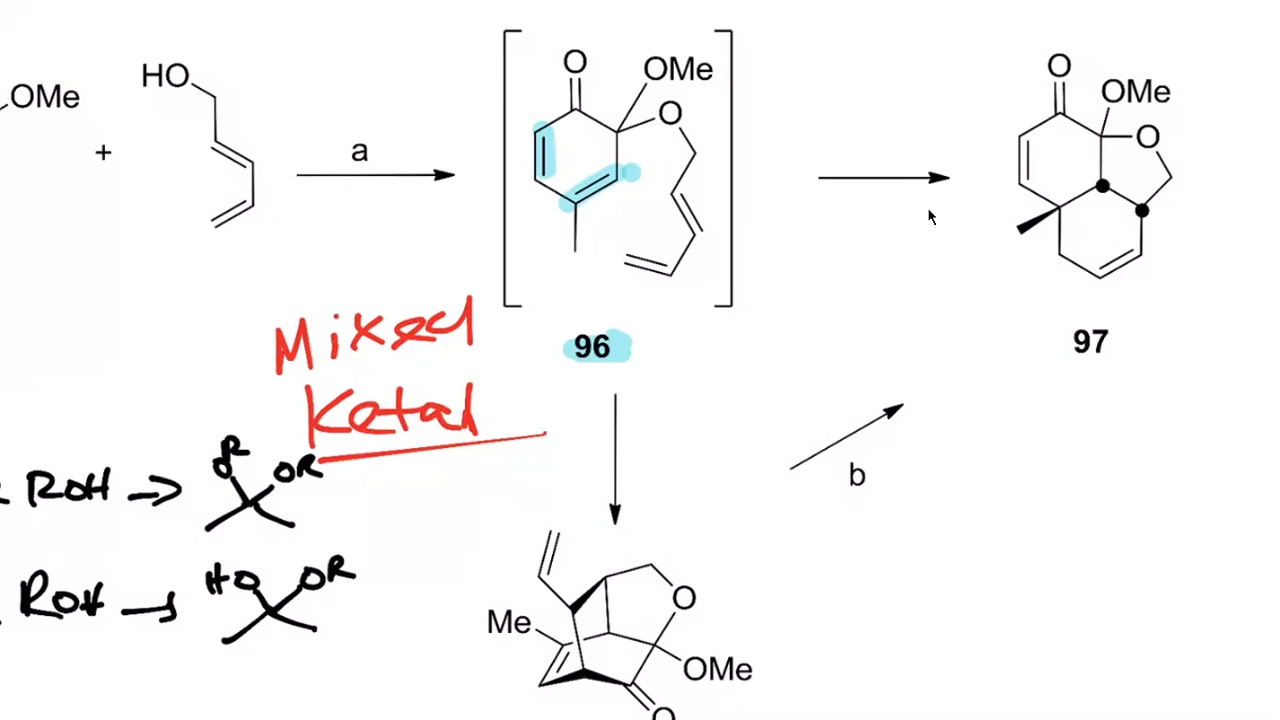 OMe
+
HO
a
O
OMe
O
96
O
OMe
O
97
Mixed
Ketal
b
ROH → OR OR
ROH → HO OR
Me
O
OMe
O